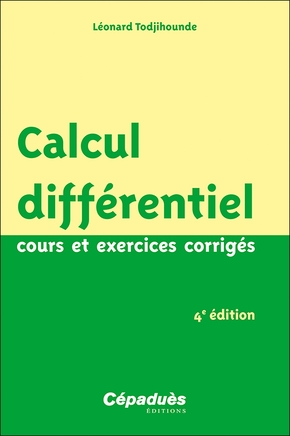 Léonard Todjihounde
Calcul
différentiel
cours et exercices corrigés
4e édition
Cépaduès
ÉDITIONS